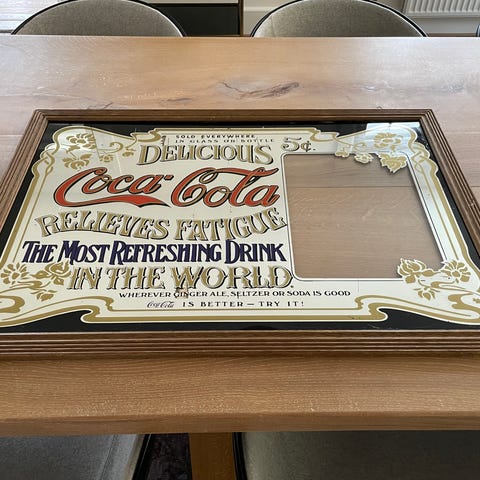 SOLD EVERYWHERE
IN GLASS OR BOTTLE 5¢.
DELICIOUS
Coca-Cola
RELIEVES FATIGUE
THE MOST REFRESHING DRINK
IN THE WORLD.
WHEREVER GINGER ALE, SELTZER OR SODA IS GOOD
Coca-Cola IS BETTER – TRY IT!